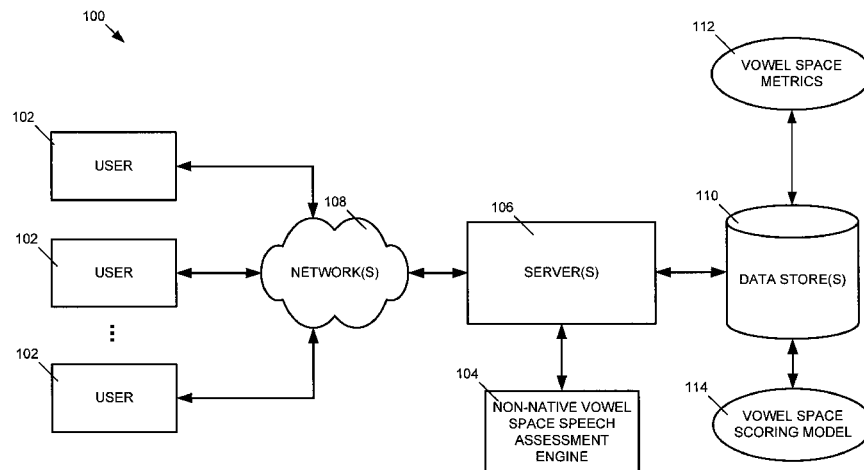 100
112
VOWEL SPACE
METRICS
102
USER
108
106
110
102
USER
NETWORK(S)
SERVER(S)
DATA STORE(S)
...
102
USER
104
NON-NATIVE VOWEL
SPACE SPEECH
ASSESSMENT
ENGINE
114
VOWEL SPACE
SCORING MODEL